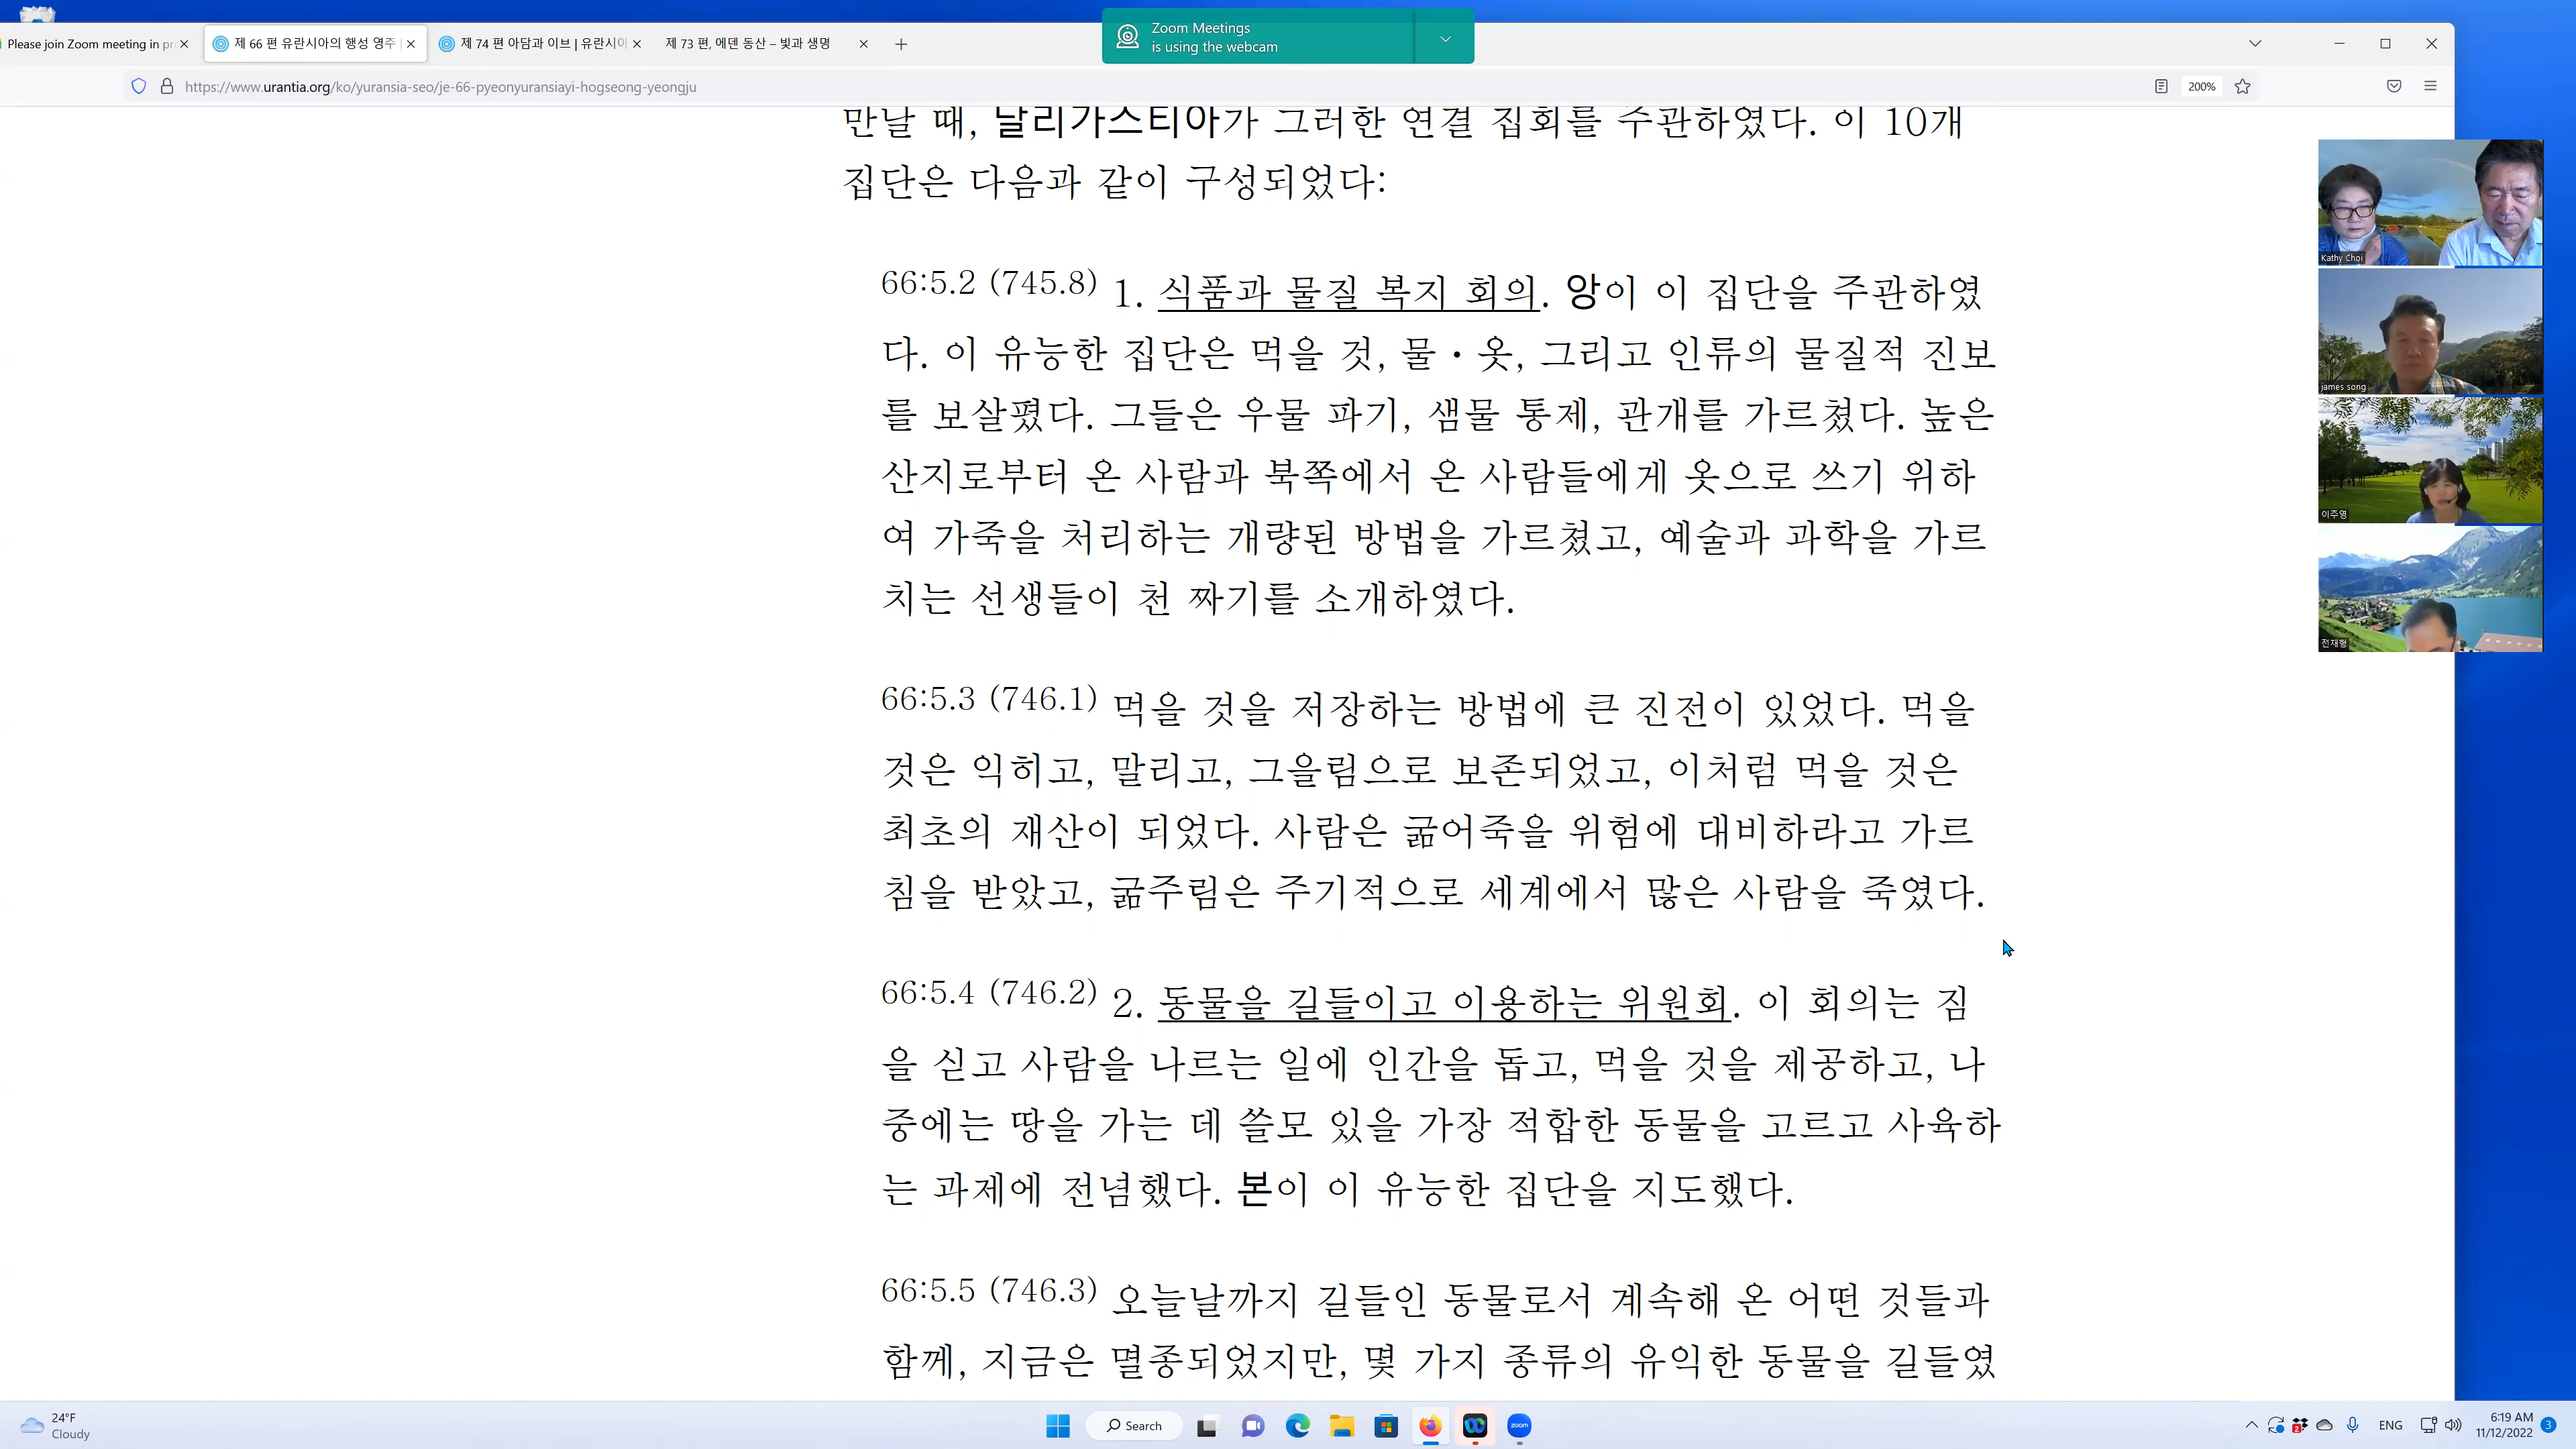 Zoom Meetings
is using the webcam
Please join Zoom meeting in pr
제 66 편 유란시아의 행성 영주 |
제 74 편 아담과 이브 | 유란시아
제 73 편, 에덴 동산 – 빛과 생명
https://www.urantia.org/ko/yuransia-seo/je-66-pyeonyuransiayi-hogseong-yeongju
200%
만날 때, 날리가스티아가 그러한 연결 집회를 주관하였다. 이 10개
집단은 다음과 같이 구성되었다:
66:5.2 (745.8) 1. 식품과 물질 복지 회의. 앙이 이 집단을 주관하였
다. 이 유능한 집단은 먹을 것, 물·옷, 그리고 인류의 물질적 진보
를 보살폈다. 그들은 우물 파기, 샘물 통제, 관개를 가르쳤다. 높은
산지로부터 온 사람과 북쪽에서 온 사람들에게 옷으로 쓰기 위하
여 가죽을 처리하는 개량된 방법을 가르쳤고, 예술과 과학을 가르
치는 선생들이 천 짜기를 소개하였다.
66:5.3 (746.1) 먹을 것을 저장하는 방법에 큰 진전이 있었다. 먹을
것은 익히고, 말리고, 그을림으로 보존되었고, 이처럼 먹을 것은
최초의 재산이 되었다. 사람은 굶어죽을 위험에 대비하라고 가르
침을 받았고, 굶주림은 주기적으로 세계에서 많은 사람을 죽였다.
66:5.4 (746.2) 2. 동물을 길들이고 이용하는 위원회. 이 회의는 짐
을 싣고 사람을 나르는 일에 인간을 돕고, 먹을 것을 제공하고, 나
중에는 땅을 가는 데 쓸모 있을 가장 적합한 동물을 고르고 사육하
는 과제에 전념했다. 본이 이 유능한 집단을 지도했다.
66:5.5 (746.3) 오늘날까지 길들인 동물로서 계속해 온 어떤 것들과
함께, 지금은 멸종되었지만, 몇 가지 종류의 유익한 동물을 길들였
Kathy Choi
james song
이주영
전재형
24°F
Cloudy
Search
zoom
ENG
6:19 AM
11/12/2022
3